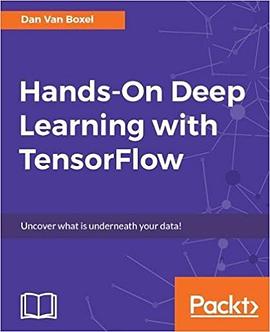 Dan Van Boxel
Hands-On Deep
Learning with
TensorFlow
Uncover what is underneath your data!
Packt>